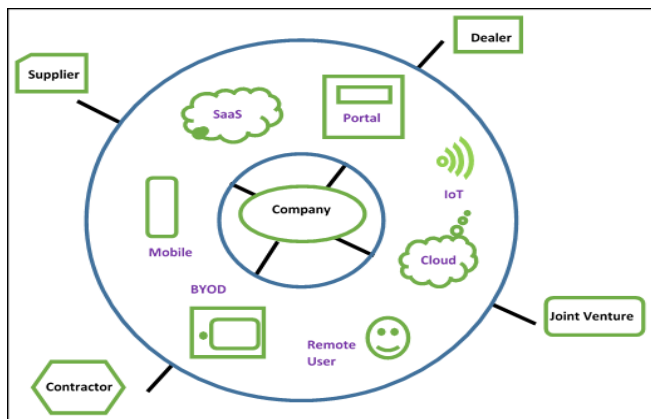 Dealer
Supplier
SaaS
Portal
IoT
Company
Mobile
Cloud
BYOD
Joint Venture
Remote
User
Contractor